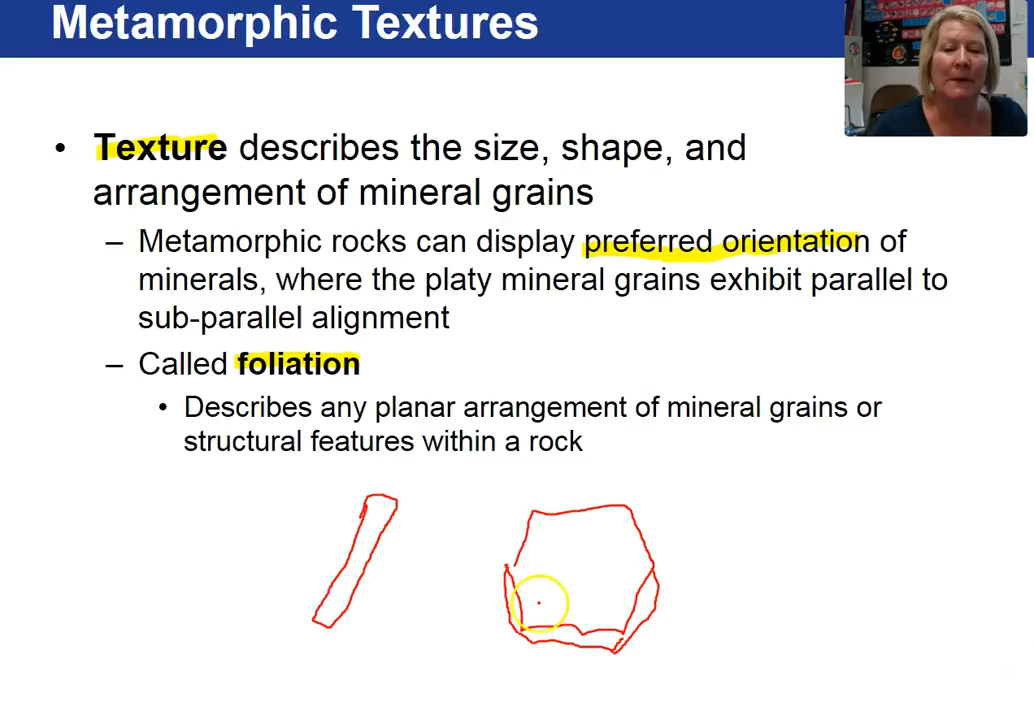 Metamorphic Textures
• Texture describes the size, shape, and
arrangement of mineral grains
– Metamorphic rocks can display preferred orientation of
minerals, where the platy mineral grains exhibit parallel to
sub-parallel alignment
– Called foliation
• Describes any planar arrangement of mineral grains or
structural features within a rock